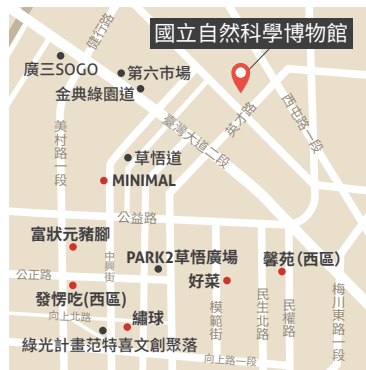 國立自然科學博物館
健行路
廣三SOGO
第六市場
金典綠園道
英才路
西屯路一段
臺灣大道二段
美村路一段
草悟道
MINIMAL
公益路
富狀元豬腳
中興街
PARK2草悟廣場
馨苑(西區)
公正路
好菜
發愣吃(西區)
模範街
民生北路
民權路
梅川東路一段
向上北路
繡球
綠光計畫范特喜文創聚落
向上路一段